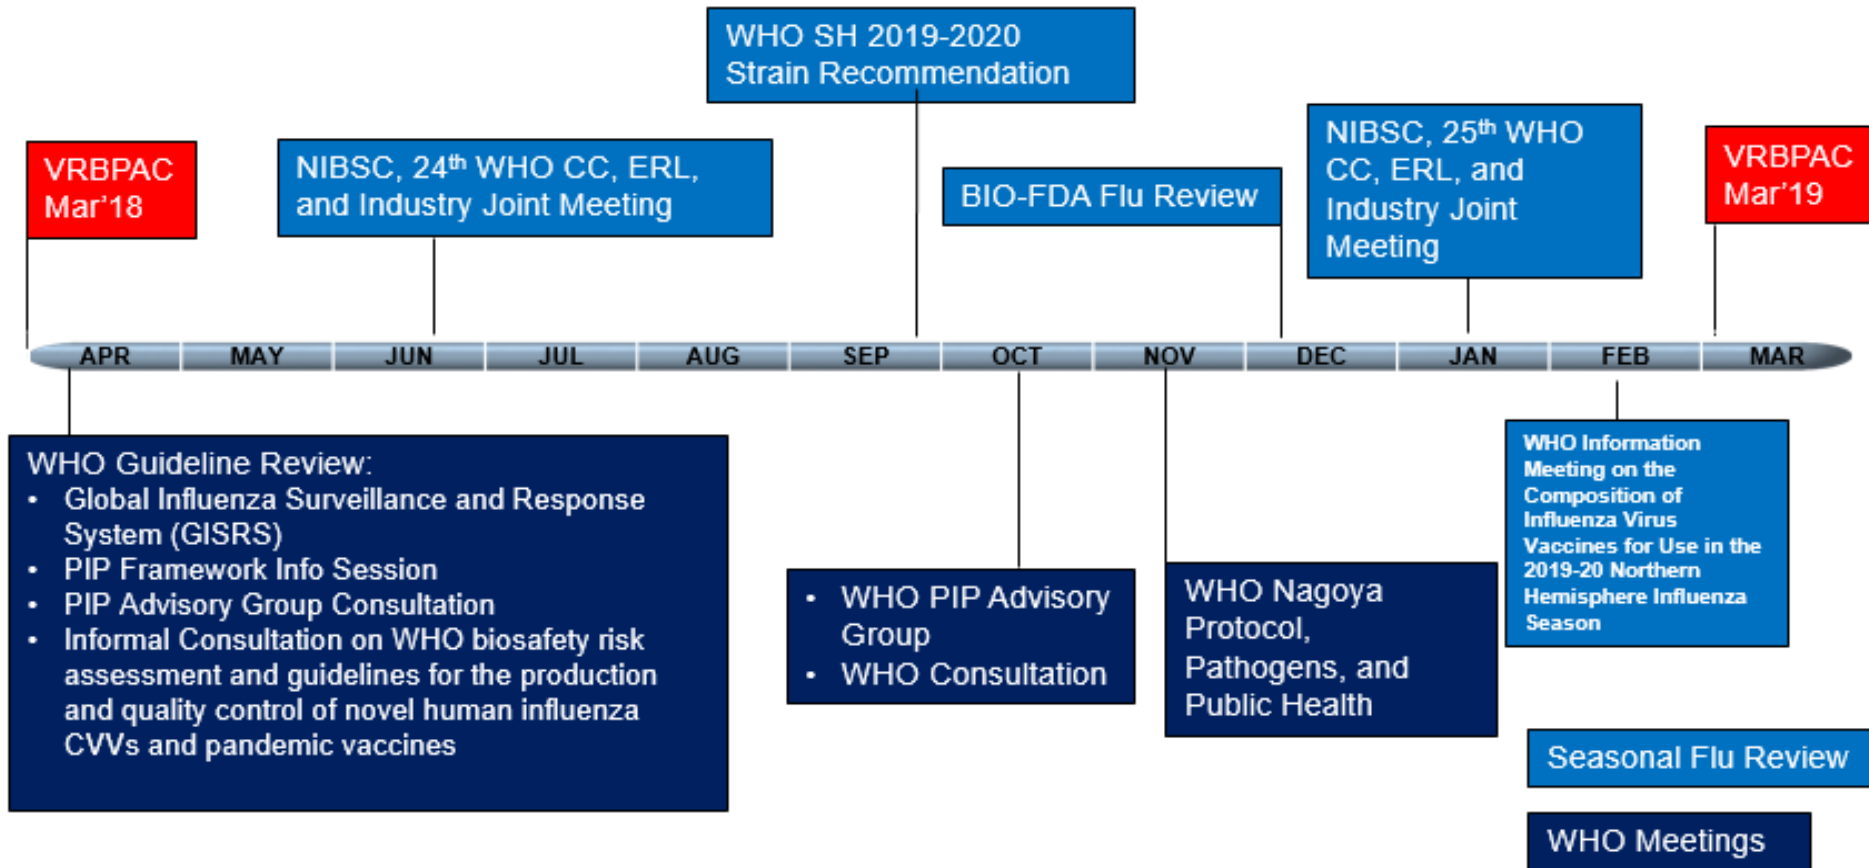 WHO SH 2019-2020
Strain Recommendation
VRBPAC
Mar’18
NIBSC, 24th WHO CC, ERL,
and Industry Joint Meeting
BIO-FDA Flu Review
NIBSC, 25th WHO
CC, ERL, and
Industry Joint
Meeting
VRBPAC
Mar’19
APR MAY JUN JUL AUG SEP OCT NOV DEC JAN FEB MAR
WHO Guideline Review:
• Global Influenza Surveillance and Response
System (GISRS)
• PIP Framework Info Session
• PIP Advisory Group Consultation
• Informal Consultation on WHO biosafety risk
assessment and guidelines for the production
and quality control of novel human influenza
CVVs and pandemic vaccines
• WHO PIP Advisory
Group
• WHO Consultation
WHO Nagoya
Protocol,
Pathogens, and
Public Health
WHO Information
Meeting on the
Composition of
Influenza Virus
Vaccines for Use in the
2019-20 Northern
Hemisphere Influenza
Season
Seasonal Flu Review
WHO Meetings